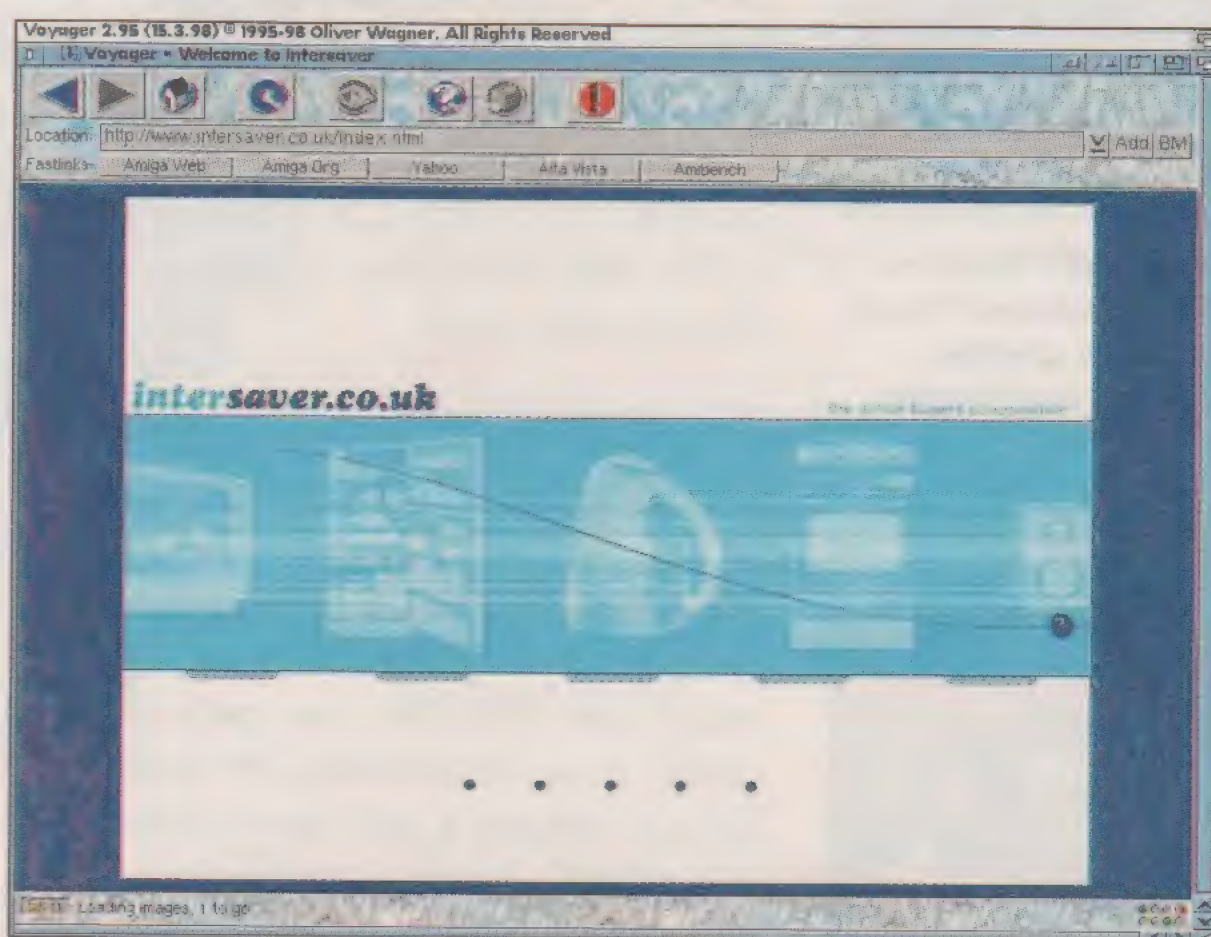 Voyager 2.95 (15.3.98) © 1995-98 Oliver Wagner, All Rights Reserved
Voyager • Welcome to Intersaver
Location: http://www.intersaver.co.uk/index.html Add BM
Fastlinks: Amiga Web Amiga Org Yahoo Alta Vista Amibench
intersaver.co.uk
?
Loading images, 1 to go